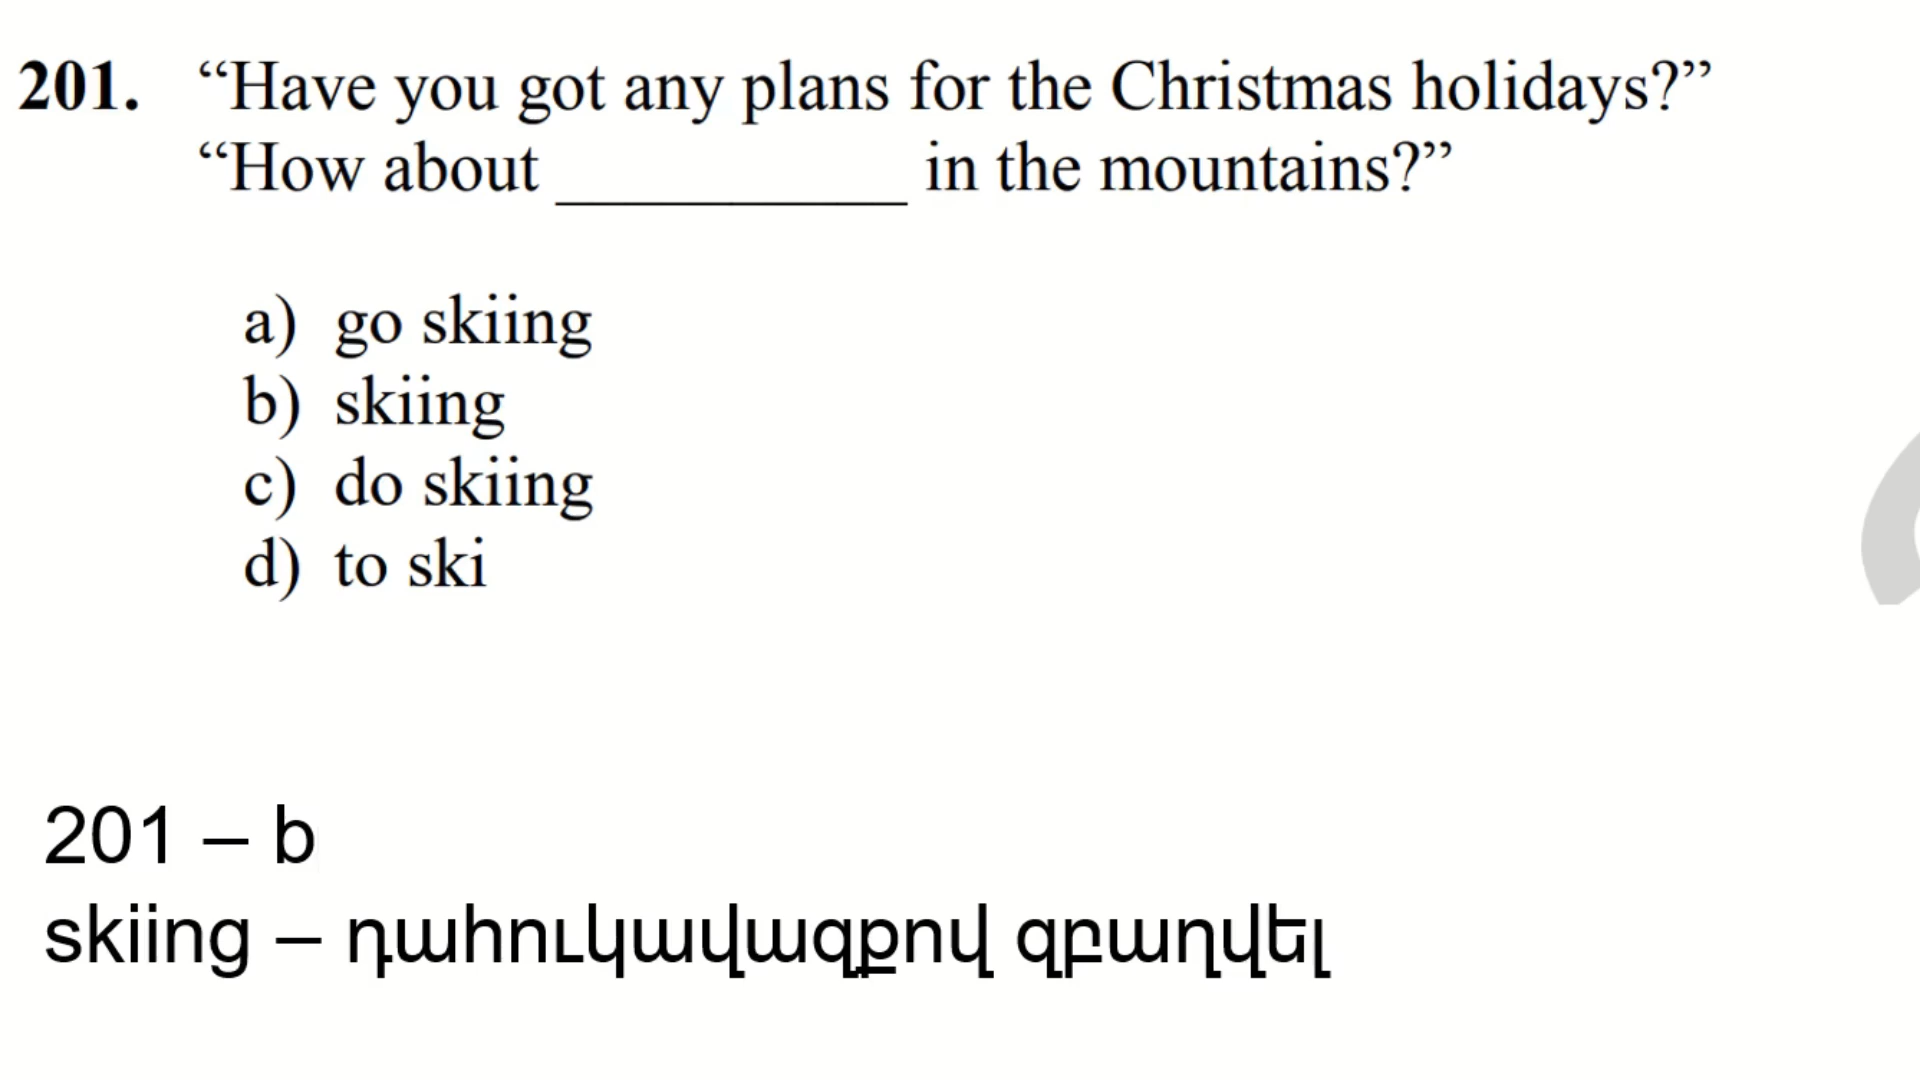 201. “Have you got any plans for the Christmas holidays?”
“How about __________ in the mountains?”
a) go skiing
b) skiing
c) do skiing
d) to ski
201 – b
skiing – դահուկավազքով զբաղվել